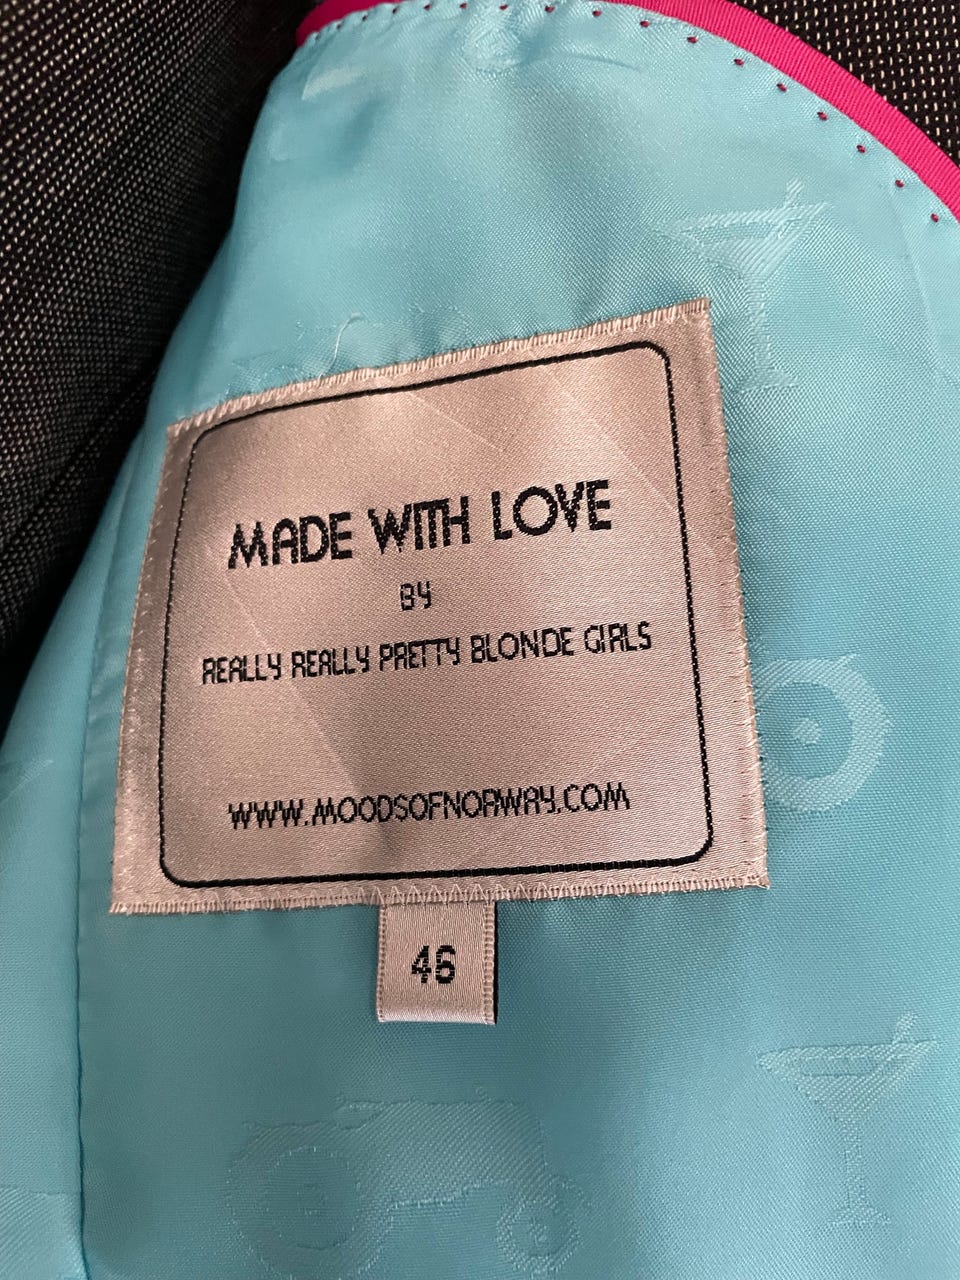 MADE WITH LOVE
BY
REALLY REALLY PRETTY BLONDE GIRLS
WWW.MOODSOFNORWAY.COM
46